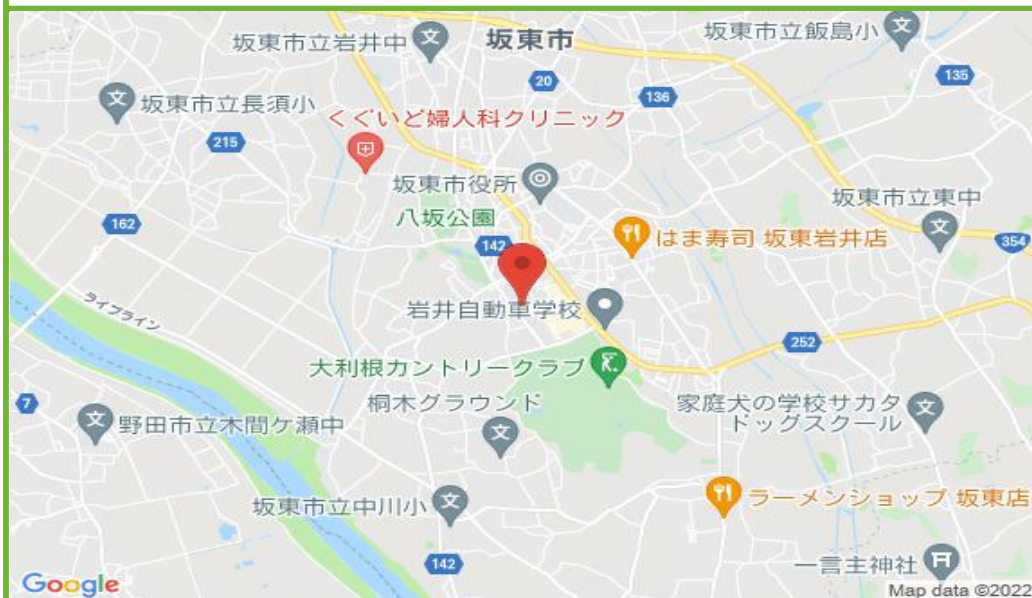 坂東市立岩井中
坂東市
坂東市立飯島小
20
135
136
坂東市立長須小
くぐいど婦人科クリニック
215
坂東市役所
坂東市立東中
八坂公園
162
142
はま寿司 坂東岩井店
354
ライフライン
岩井自動車学校
252
大利根カントリークラブ
7
桐木グラウンド
家庭犬の学校サカタ
ドッグスクール
野田市立木間ケ瀬中
坂東市立中川小
ラーメンショップ 坂東店
142
一言主神社
Google
Map data ©2022